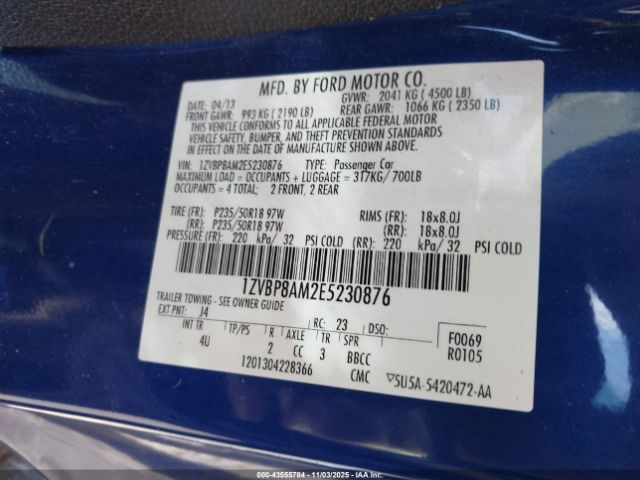 MFD. BY FORD MOTOR CO.
DATE: 04/13 GVWR: 2041 KG ( 4500 LB)
FRONT GAWR: 993 KG ( 2190 LB) REAR GAWR: 1066 KG ( 2350 LB)
THIS VEHICLE CONFORMS TO ALL APPLICABLE FEDERAL MOTOR
VEHICLE SAFETY, BUMPER, AND THEFT PREVENTION STANDARDS
IN EFFECT ON THE DATE OF MANUFACTURE SHOWN ABOVE.
VIN: 1ZVBP8AM2E5230876 TYPE: Passenger Car
MAXIMUM LOAD = OCCUPANTS + LUGGAGE = 317KG/ 700LB
OCCUPANTS = 4 TOTAL; 2 FRONT, 2 REAR
TIRE (FR): P235/50R18 97W RIMS (FR): 18x8.0J
(RR): P235/50R18 97W (RR): 18x8.0J
PRESSURE (FR): 220 kPa/ 32 PSI COLD (RR): 220 kPa/ 32 PSI COLD
1ZVBP8AM2E5230876
TRAILER TOWING - SEE OWNER GUIDE
EXT PNT: J4 RC: 23 DSO: F0069
INT TR TP/PS R AXLE TR SPR R0105
4U 2 CC 3 BBCC
1201304228366 CMC ▽5U5A-5420472-AA
000-43555784 - 11/03/2025 - IAAI.com